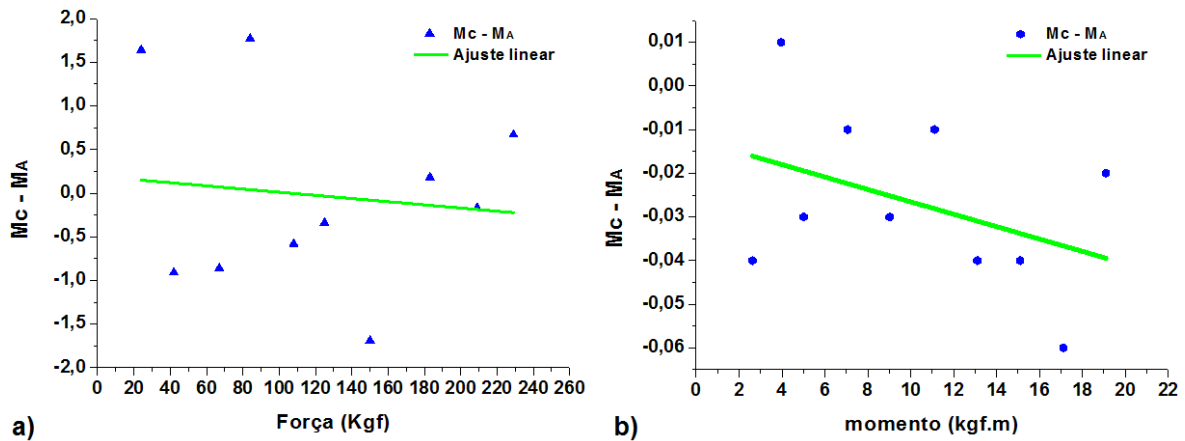 Mc - MA
2,0
1,5
1,0
0,5
0,0
-0,5
-1,0
-1,5
-2,0
0 20 40 60 80 100 120 140 160 180 200 220 240 260
Força (Kgf)
Mc - MA
Ajuste linear
a)
Mc - MA
0,01
0,00
-0,01
-0,02
-0,03
-0,04
-0,05
-0,06
0 2 4 6 8 10 12 14 16 18 20 22
momento (kgf.m)
Mc - MA
Ajuste linear
b)